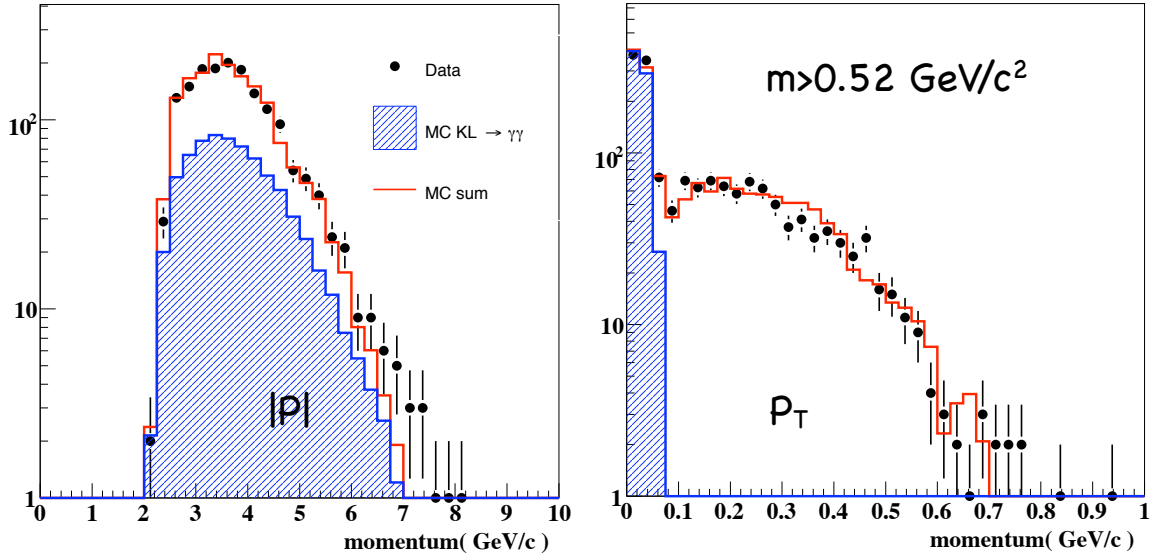 10²
10
1
Data
MC KL → γγ
MC sum
|P|
0 1 2 3 4 5 6 7 8 9 10
momentum( GeV/c )
m>0.52 GeV/c²
10²
10
1
P_T
0 0.1 0.2 0.3 0.4 0.5 0.6 0.7 0.8 0.9 1
momentum( GeV/c )